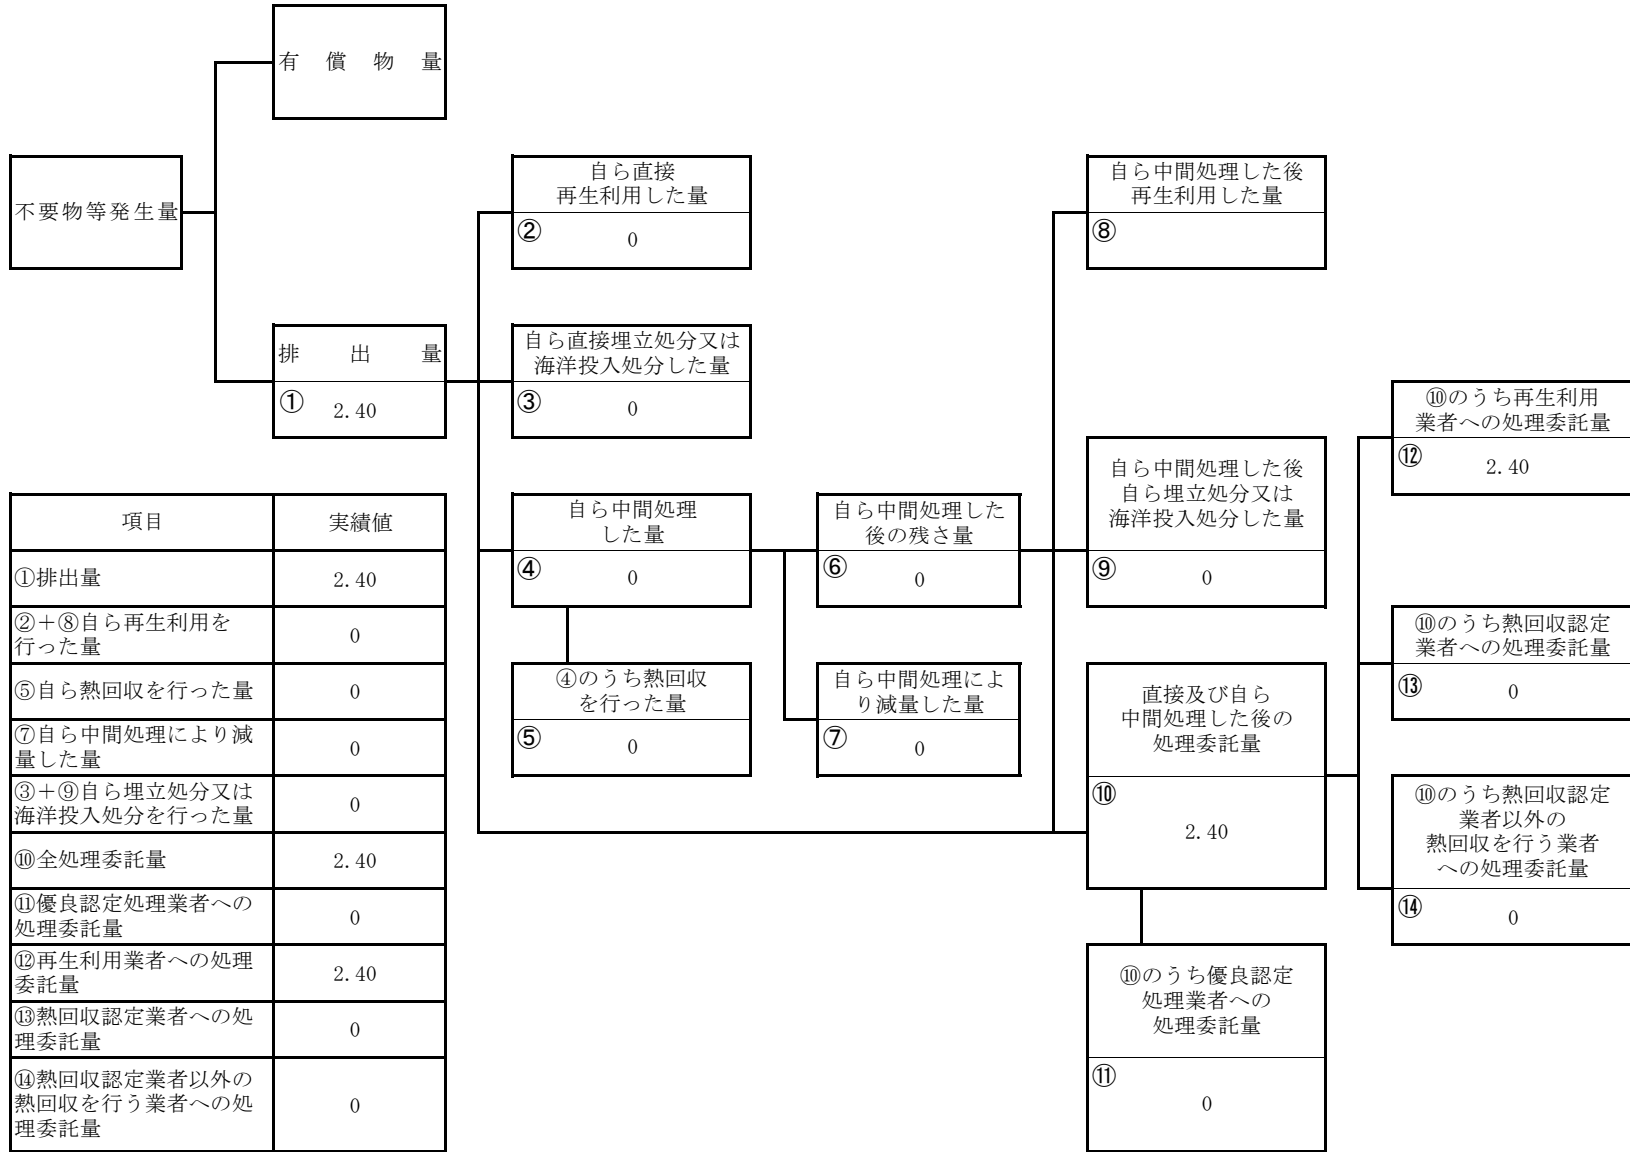 有償物量
不要物等発生量
自ら直接
再生利用した量
② 0
自ら中間処理した後
再生利用した量
⑧
排出量
① 2.40
自ら直接埋立処分又は
海洋投入処分した量
③ 0
⑩のうち再生利用
業者への処理委託量
⑫ 2.40
自ら中間処理
した量
④ 0
自ら中間処理した
後の残さ量
⑥ 0
自ら中間処理した後
自ら埋立処分又は
海洋投入処分した量
⑨ 0
⑩のうち熱回収認定
業者への処理委託量
⑬ 0
④のうち熱回収
を行った量
⑤ 0
自ら中間処理によ
り減量した量
⑦ 0
直接及び自ら
中間処理した後の
処理委託量
⑩
2.40
⑩のうち熱回収認定
業者以外の
熱回収を行う業者
への処理委託量
⑭ 0
⑩のうち優良認定
処理業者への
処理委託量
⑪
0
項目 実績値
①排出量 2.40
②+⑧自ら再生利用を
行った量 0
⑤自ら熱回収を行った量 0
⑦自ら中間処理により減
量した量 0
③+⑨自ら埋立処分又は
海洋投入処分を行った量 0
⑩全処理委託量 2.40
⑪優良認定処理業者への
処理委託量 0
⑫再生利用業者への処理
委託量 2.40
⑬熱回収認定業者への処
理委託量 0
⑭熱回収認定業者以外の
熱回収を行う業者への処
理委託量 0